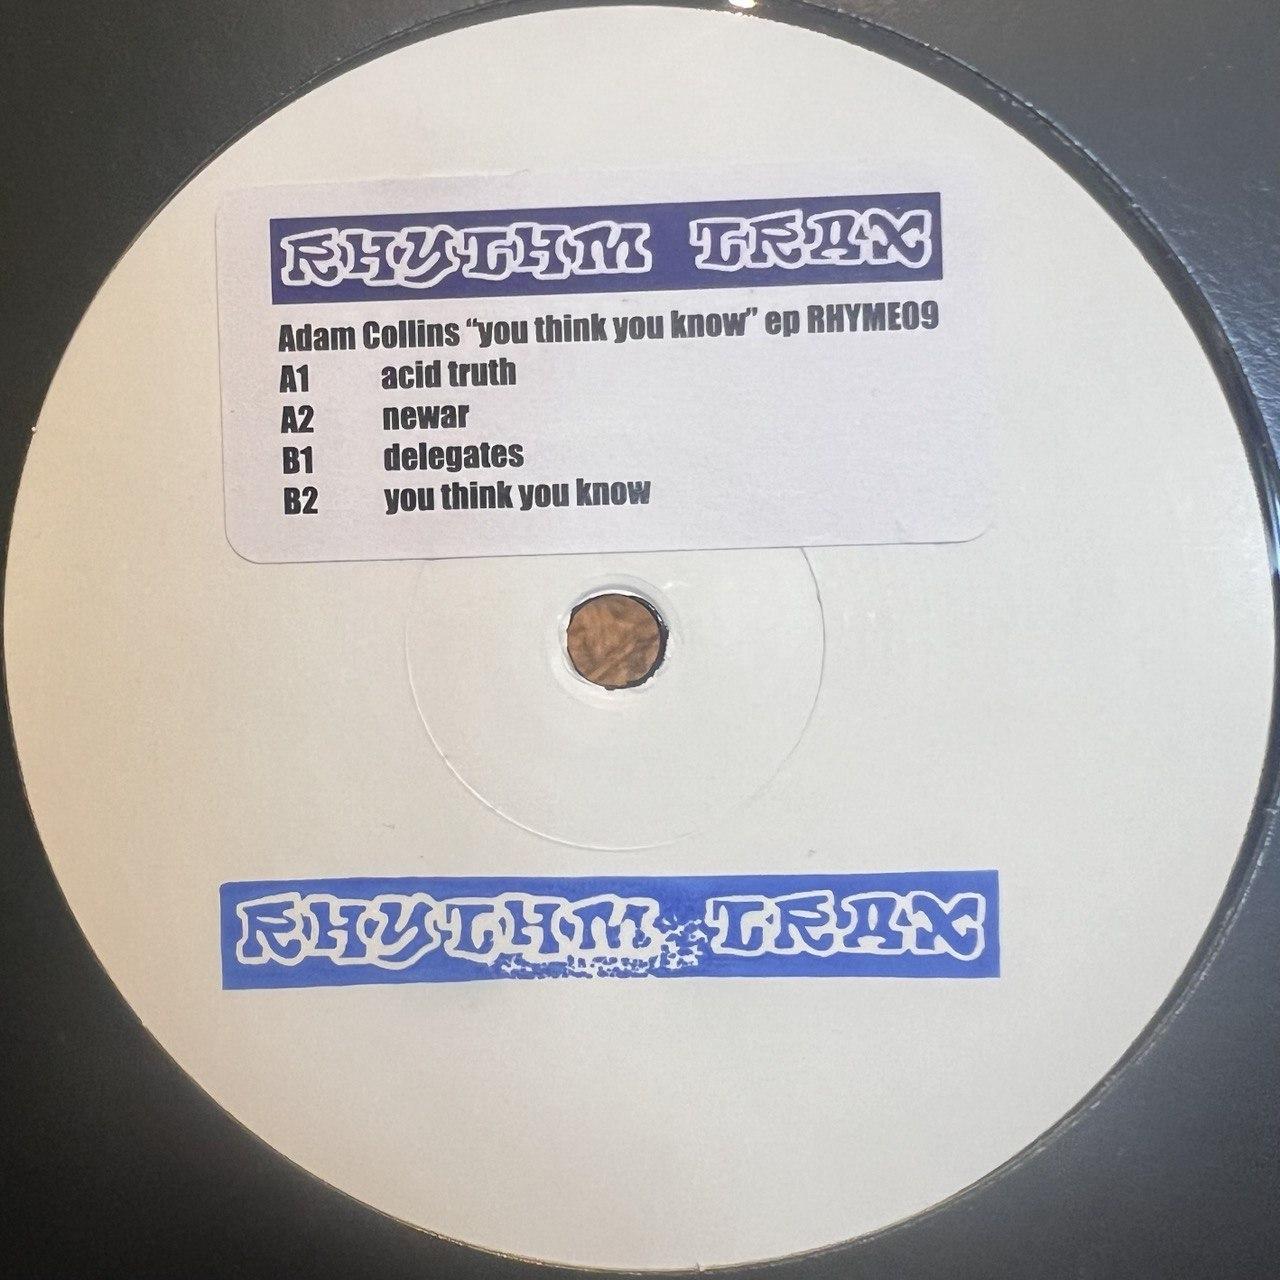 RHYTHM TRAX
Adam Collins “you think you know” ep RHYME09
A1 acid truth
A2 newar
B1 delegates
B2 you think you know
RHYTHM TRAX